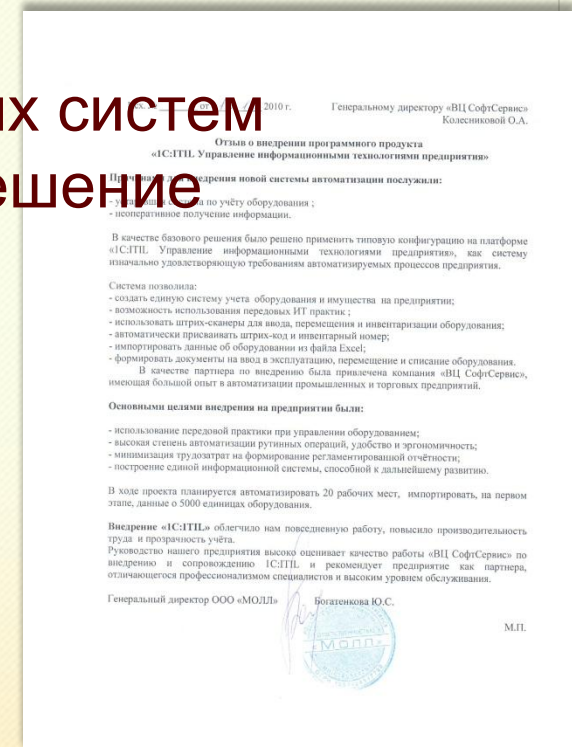 х систем
ешение
Исх. № ______ от __/__/ 2010 г.
Генеральному директору «ВЦ СофтСервис»
Колесниковой О.А.
Отзыв о внедрении программного продукта
«1С:ITIL Управление информационными технологиями предприятия»
Причинами для внедрения новой системы автоматизации послужили:
- устаревшая система по учёту оборудования ;
- неоперативное получение информации.
В качестве базового решения было решено применить типовую конфигурацию на платформе
«1С:ITIL Управление информационными технологиями предприятия», как систему
изначально удовлетворяющую требованиям автоматизируемых процессов предприятия.
Система позволила:
- создать единую систему учета оборудования и имущества на предприятии;
- возможность использования передовых ИТ практик ;
- использовать штрих-сканеры для ввода, перемещения и инвентаризации оборудования;
- автоматически присваивать штрих-код и инвентарный номер;
- импортировать данные об оборудовании из файла Excel;
- формировать документы на ввод в эксплуатацию, перемещение и списание оборудования.
В качестве партнера по внедрению была привлечена компания «ВЦ СофтСервис»,
имеющая большой опыт в автоматизации промышленных и торговых предприятий.
Основными целями внедрения на предприятии были:
- использование передовой практики при управлении оборудованием;
- высокая степень автоматизации рутинных операций, удобство и эргономичность;
- минимизация трудозатрат на формирование регламентированной отчётности;
- построение единой информационной системы, способной к дальнейшему развитию.
В ходе проекта планируется автоматизировать 20 рабочих мест, импортировать, на первом
этапе, данные о 5000 единицах оборудования.
Внедрение «1С:ITIL» облегчило нам повседневную работу, повысило производительность
труда и прозрачность учёта.
Руководство нашего предприятия высоко оценивает качество работы «ВЦ СофтСервис» по
внедрению и сопровождению 1С:ITIL и рекомендует предприятие как партнера,
отличающегося профессионализмом специалистов и высоким уровнем обслуживания.
Генеральный директор ООО «МОЛЛ» Богатенкова Ю.С.
М.П.
«Молл»